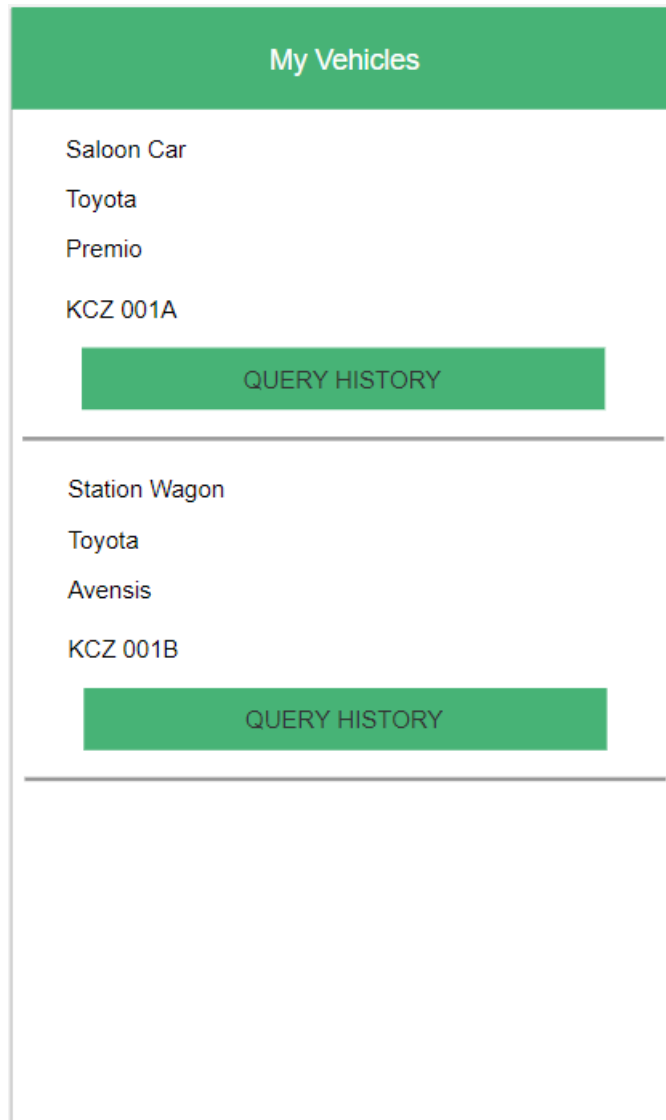 My Vehicles
Saloon Car
Toyota
Premio
KCZ 001A
QUERY HISTORY
Station Wagon
Toyota
Avensis
KCZ 001B
QUERY HISTORY